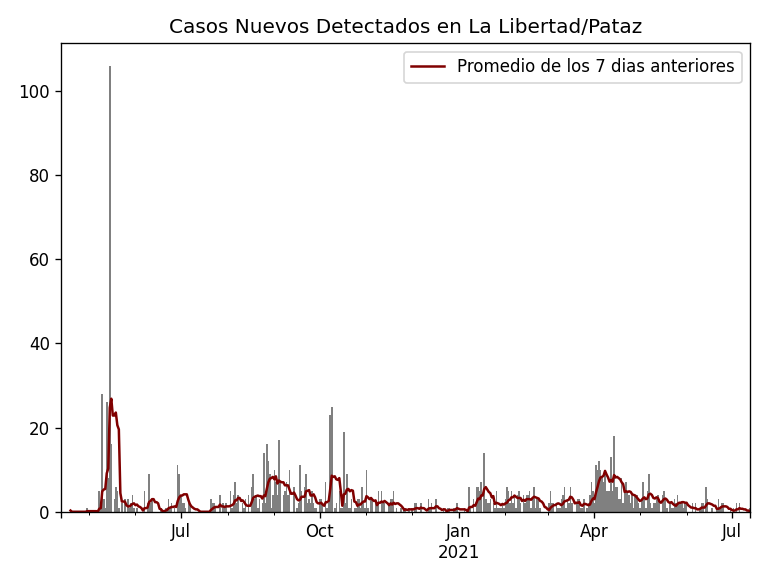 Casos Nuevos Detectados en La Libertad/Pataz
Promedio de los 7 dias anteriores
100
80
60
40
20
0
Jul
Oct
Jan
2021
Apr
Jul